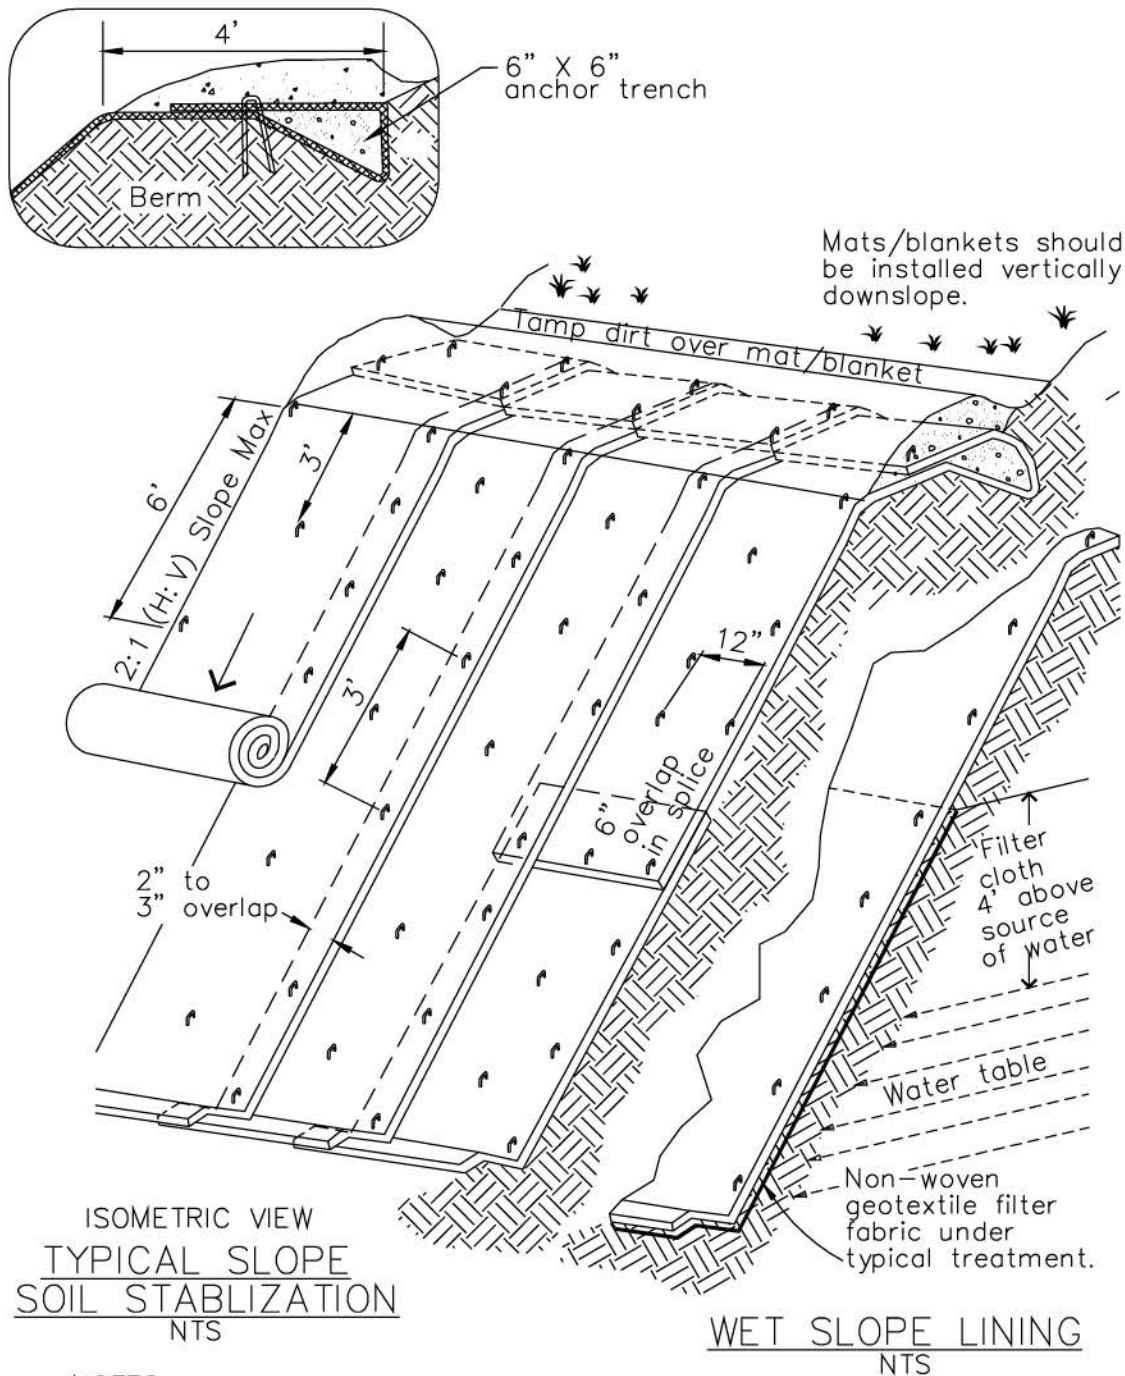 4'
6" X 6"
anchor trench
Berm
Mats/blankets should
be installed vertically
downslope.
Tamp dirt over mat/blanket
6'
2:1 (H:V) Slope Max
3'
3'
12"
6"
overlap
in splice
2" to
3" overlap
Filter
cloth
4' above
source
of water
Water table
Non-woven
geotextile filter
fabric under
typical treatment.
ISOMETRIC VIEW
TYPICAL SLOPE
SOIL STABLIZATION
NTS
WET SLOPE LINING
NTS